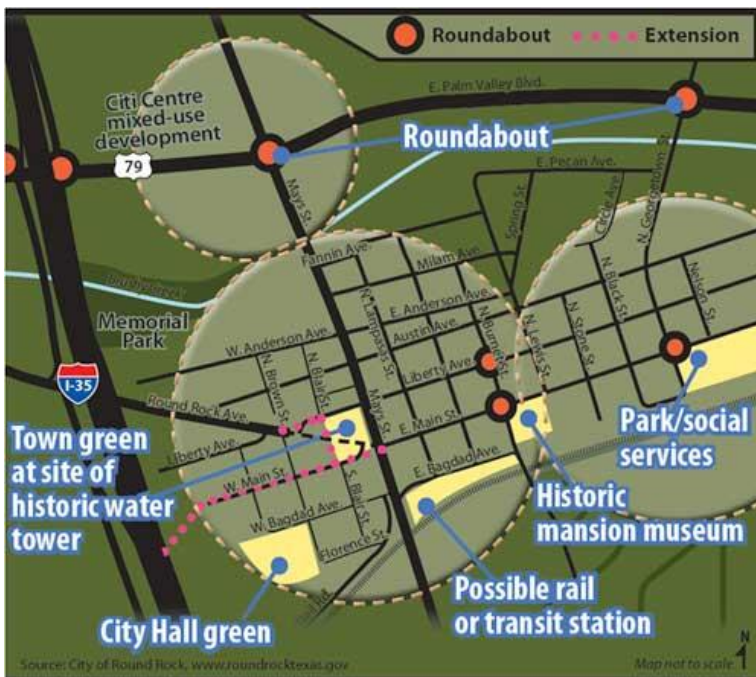 Roundabout
Extension
Citi Centre
mixed-use
development
79
E. Palm Valley Blvd.
Roundabout
Mays St.
E. Pecan Ave.
Spring St.
Circle Ave.
N. Georgetown St.
Fannin Ave.
Milam Ave.
Brushy Creek
Memorial
Park
W. Anderson Ave.
N. Lampasas St.
E. Anderson Ave.
Austin Ave.
N. Burnet St.
N. Lewis St.
N. Stone St.
N. Black St.
Nelson St.
I-35
N. Brown St.
N. Blair St.
Liberty Ave.
Mays St.
Round Rock Ave.
E. Main St.
Town green
at site of
historic water
tower
Liberty Ave.
W. Main St.
S. Blair St.
E. Bagdad Ave.
Park/social
services
W. Bagdad Ave.
Florence St.
Historic
mansion museum
City Hall green
Possible rail
or transit station
Rd.
N
Source: City of Round Rock, www.roundrocktexas.gov
Map not to scale.